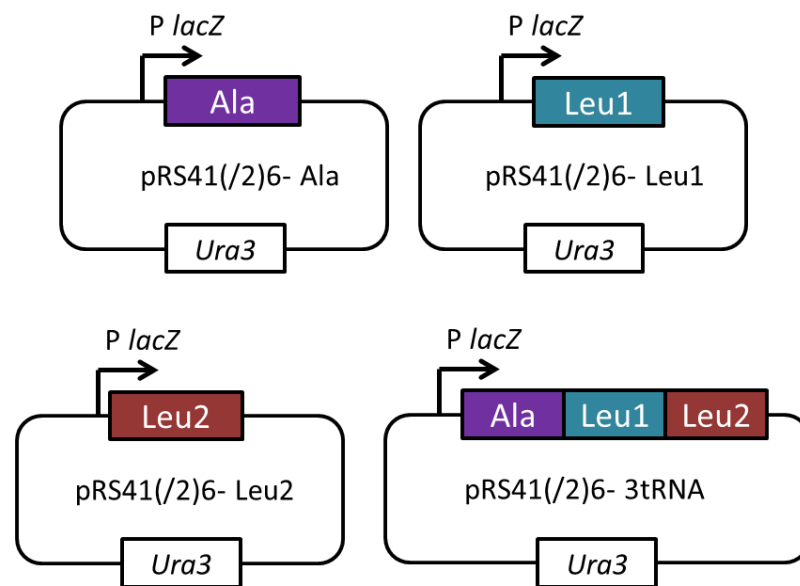 P lacZ
Ala
pRS41(/2)6- Ala
Ura3
P lacZ
Leu1
pRS41(/2)6- Leu1
Ura3
P lacZ
Leu2
pRS41(/2)6- Leu2
Ura3
P lacZ
Ala Leu1 Leu2
pRS41(/2)6- 3tRNA
Ura3